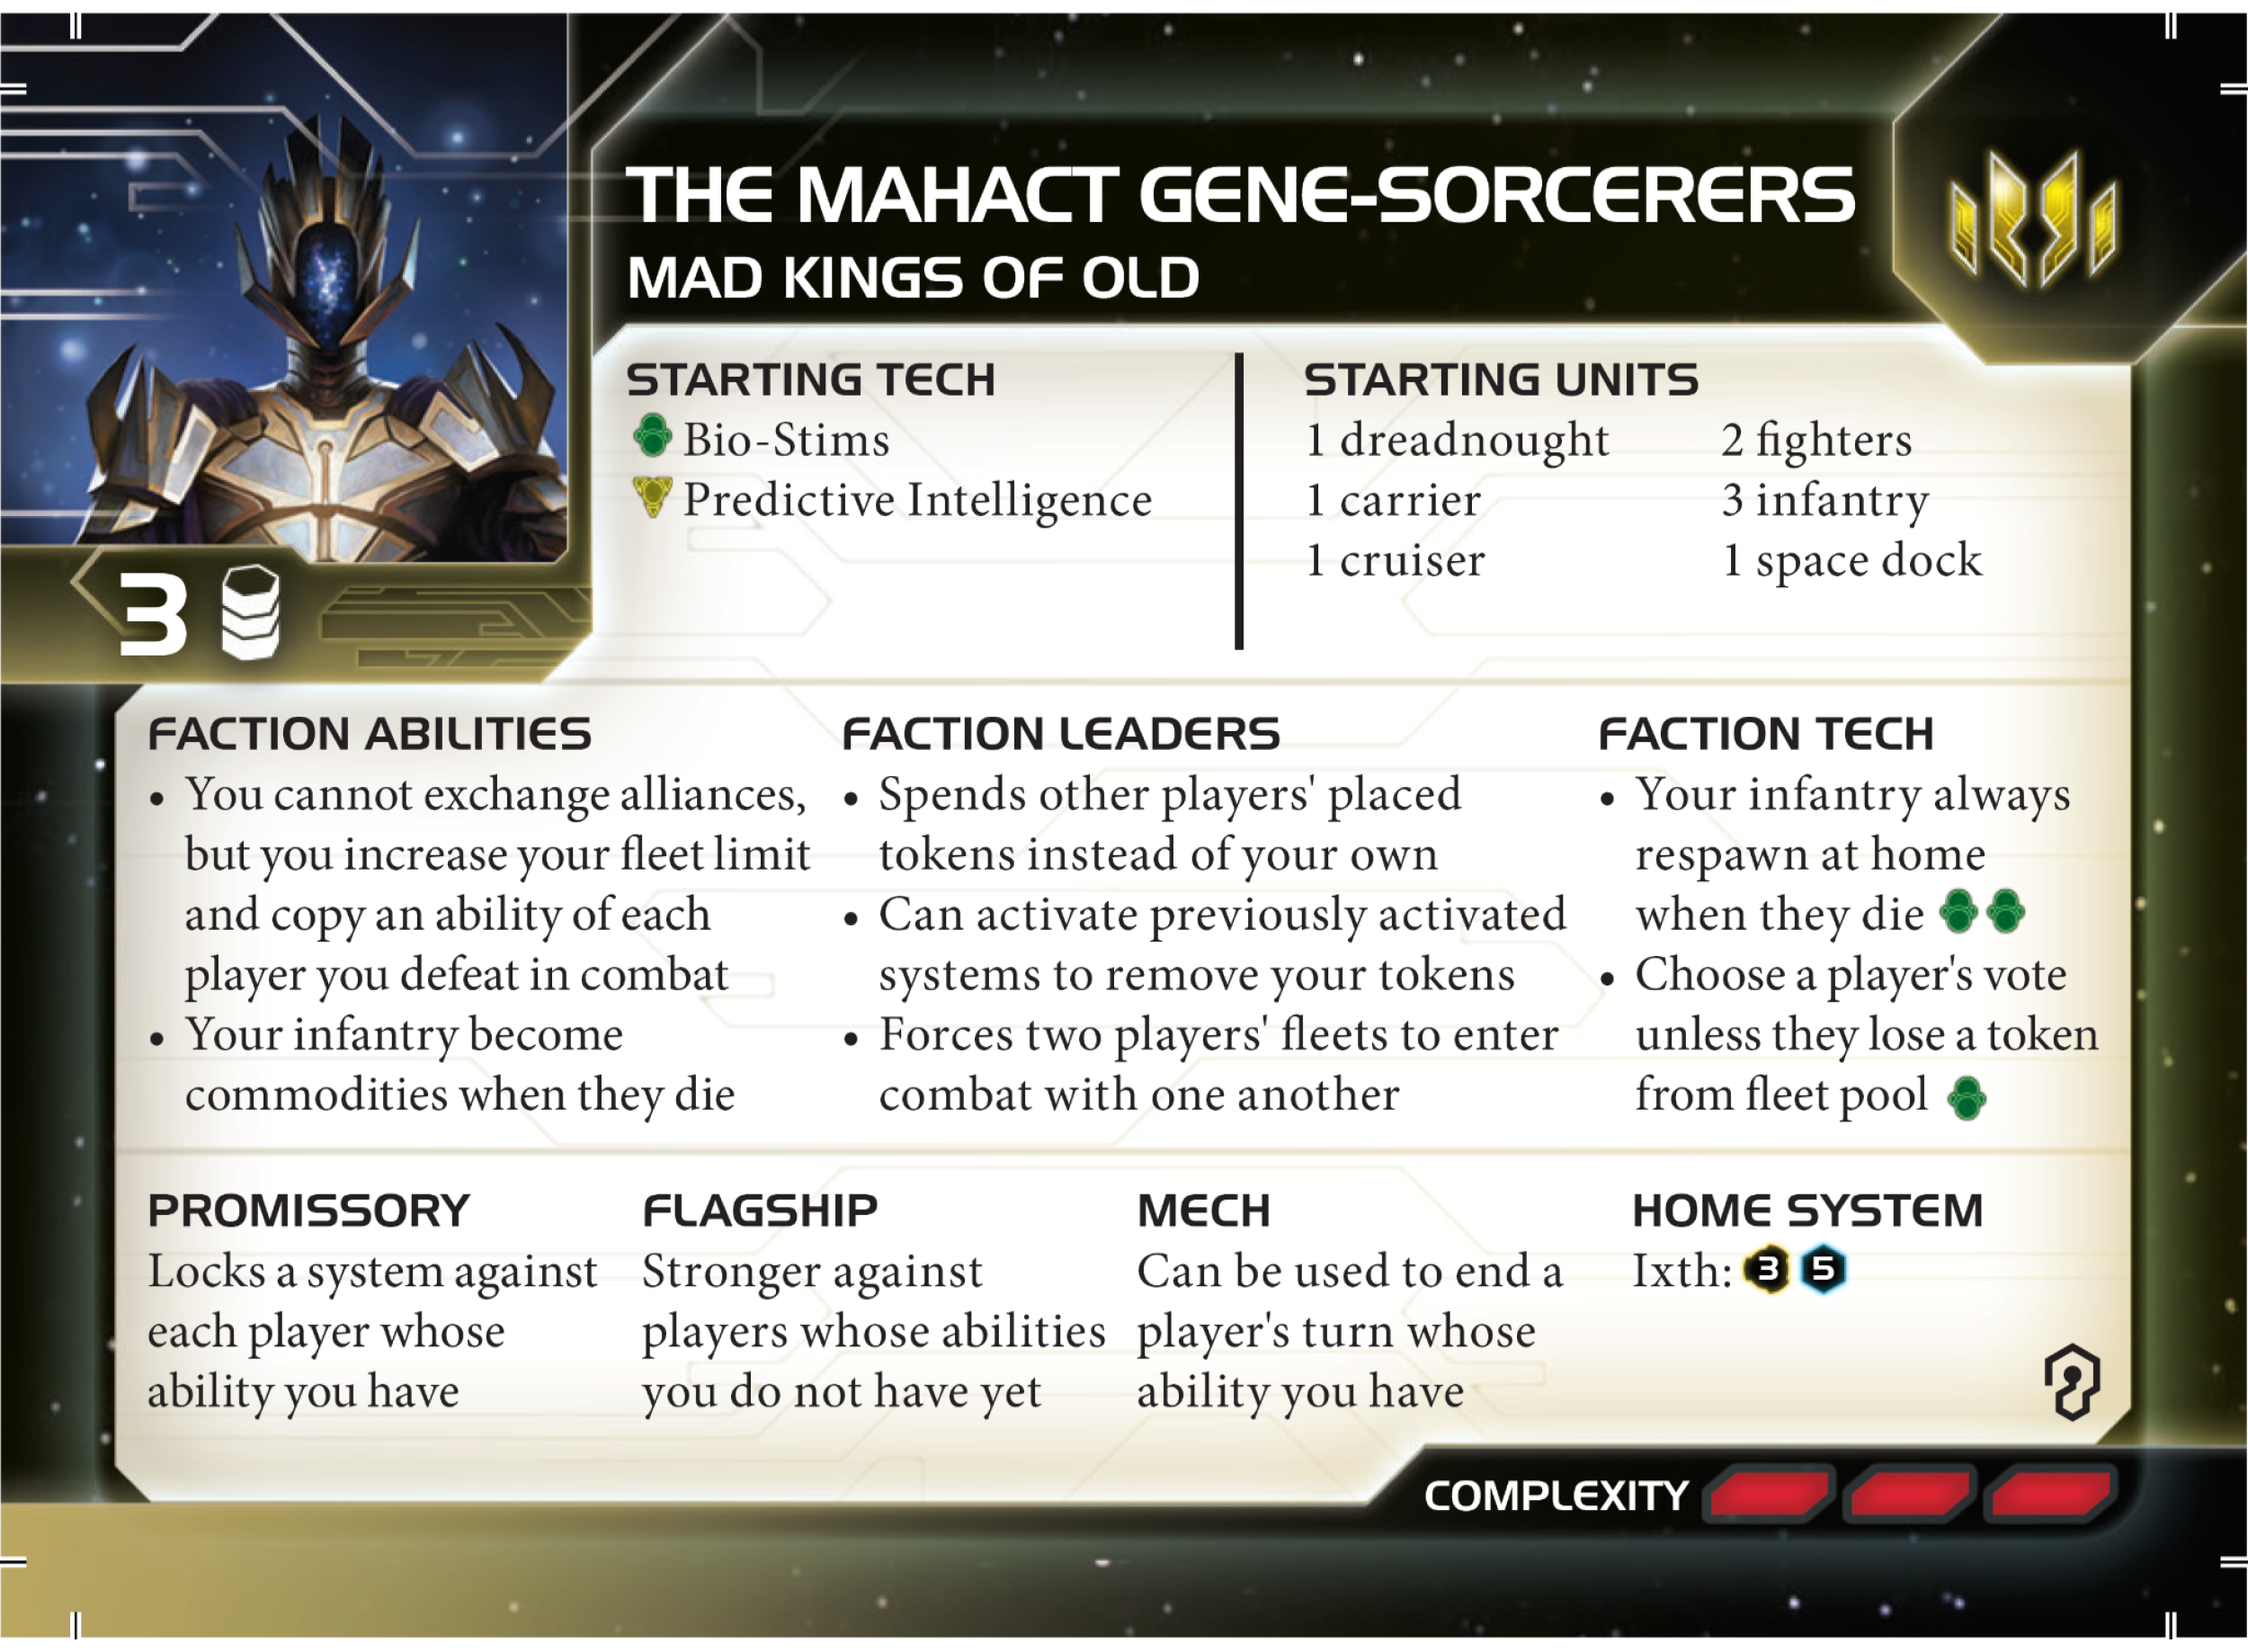 THE MAHACT GENE-SORCERERS
MAD KINGS OF OLD
3
STARTING TECH
Bio-Stims
Predictive Intelligence
STARTING UNITS
1 dreadnought
1 carrier
1 cruiser
2 fighters
3 infantry
1 space dock
FACTION ABILITIES
• You cannot exchange alliances,
but you increase your fleet limit
and copy an ability of each
player you defeat in combat
• Your infantry become
commodities when they die
FACTION LEADERS
• Spends other players' placed
tokens instead of your own
• Can activate previously activated
systems to remove your tokens
• Forces two players' fleets to enter
combat with one another
FACTION TECH
• Your infantry always
respawn at home
when they die
• Choose a player's vote
unless they lose a token
from fleet pool
PROMISSORY
Locks a system against
each player whose
ability you have
FLAGSHIP
Stronger against
players whose abilities
you do not have yet
MECH
Can be used to end a
player's turn whose
ability you have
HOME SYSTEM
Ixth: 3 5
COMPLEXITY